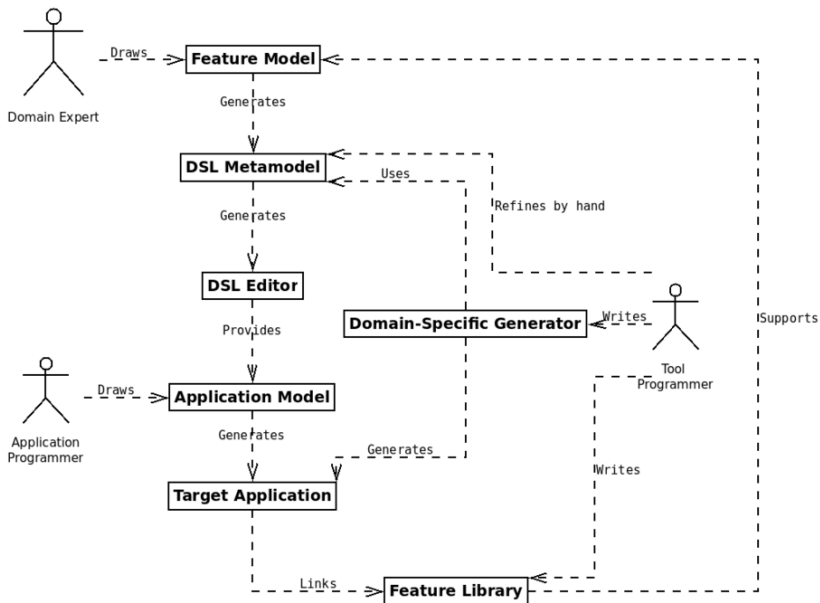 Draws
Feature Model
Domain Expert
Generates
DSL Metamodel
Uses
Refines by hand
Generates
DSL Editor
Domain-Specific Generator
Writes
Supports
Provides
Tool
Programmer
Draws
Application Model
Application
Programmer
Generates
Generates
Writes
Target Application
Links
Feature Library